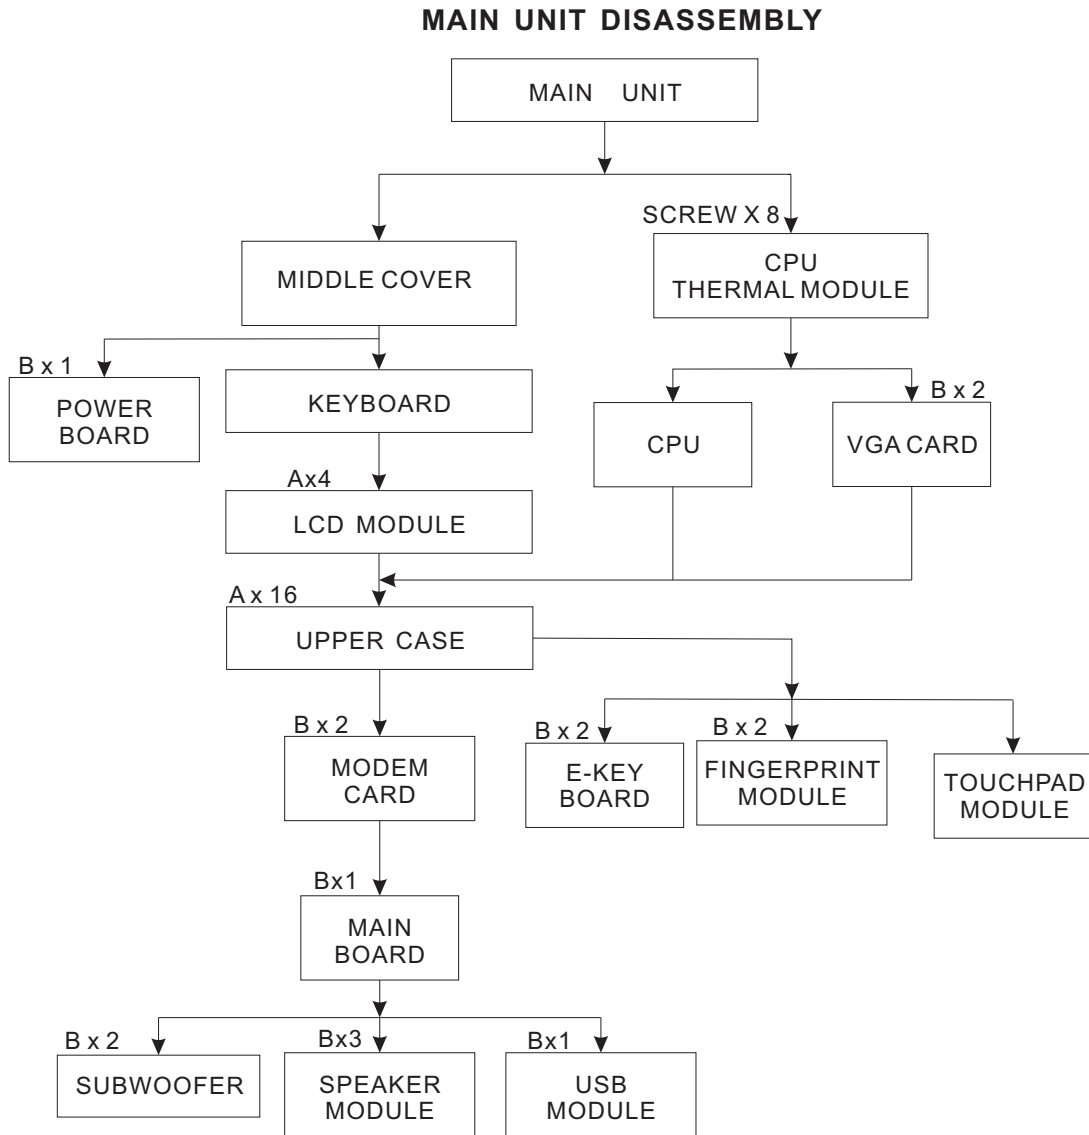 MAIN UNIT DISASSEMBLY
MAIN UNIT
SCREW X 8
CPU
THERMAL MODULE
MIDDLE COVER
B x 1
POWER
BOARD
KEYBOARD
CPU
B x 2
VGA CARD
Ax4
LCD MODULE
A x 16
UPPER CASE
B x 2
MODEM
CARD
B x 2
E-KEY
BOARD
B x 2
FINGERPRINT
MODULE
TOUCHPAD
MODULE
Bx1
MAIN
BOARD
B x 2
SUBWOOFER
Bx3
SPEAKER
MODULE
Bx1
USB
MODULE